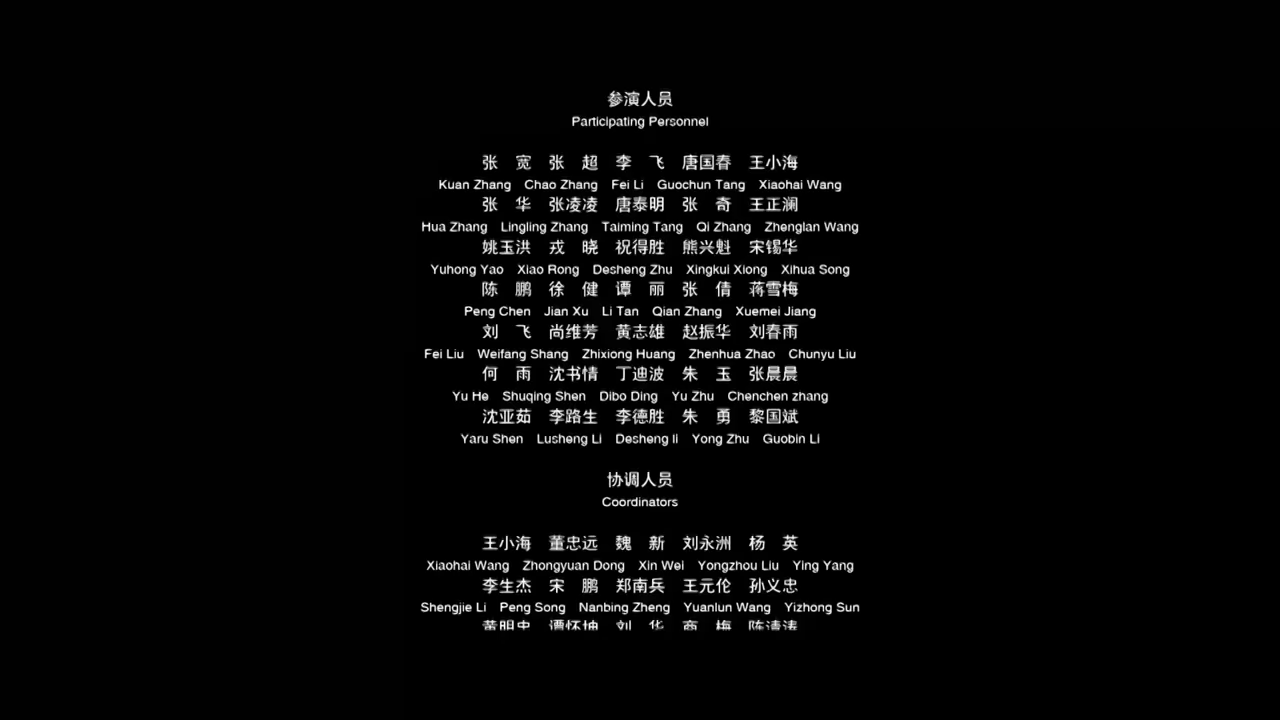 参演人员
Participating Personnel
张 宽 张 超 李 飞 唐国春 王小海
Kuan Zhang Chao Zhang Fei Li Guochun Tang Xiaohai Wang
张 华 张凌凌 唐泰明 张 奇 王正澜
Hua Zhang Lingling Zhang Taiming Tang Qi Zhang Zhenglan Wang
姚玉洪 戎 晓 祝得胜 熊兴魁 宋锡华
Yuhong Yao Xiao Rong Desheng Zhu Xingkui Xiong Xihua Song
陈 鹏 徐 健 谭 丽 张 倩 蒋雪梅
Peng Chen Jian Xu Li Tan Qian Zhang Xuemei Jiang
刘 飞 尚维芳 黄志雄 赵振华 刘春雨
Fei Liu Weifang Shang Zhixiong Huang Zhenhua Zhao Chunyu Liu
何 雨 沈书情 丁迪波 朱 玉 张晨晨
Yu He Shuqing Shen Dibo Ding Yu Zhu Chenchen zhang
沈亚茹 李路生 李德胜 朱 勇 黎国斌
Yaru Shen Lusheng Li Desheng li Yong Zhu Guobin Li
协调人员
Coordinators
王小海 董忠远 魏 新 刘永洲 杨 英
Xiaohai Wang Zhongyuan Dong Xin Wei Yongzhou Liu Ying Yang
李生杰 宋 鹏 郑南兵 王元伦 孙义忠
Shengjie Li Peng Song Nanbing Zheng Yuanlun Wang Yizhong Sun
刘 华 商 梅